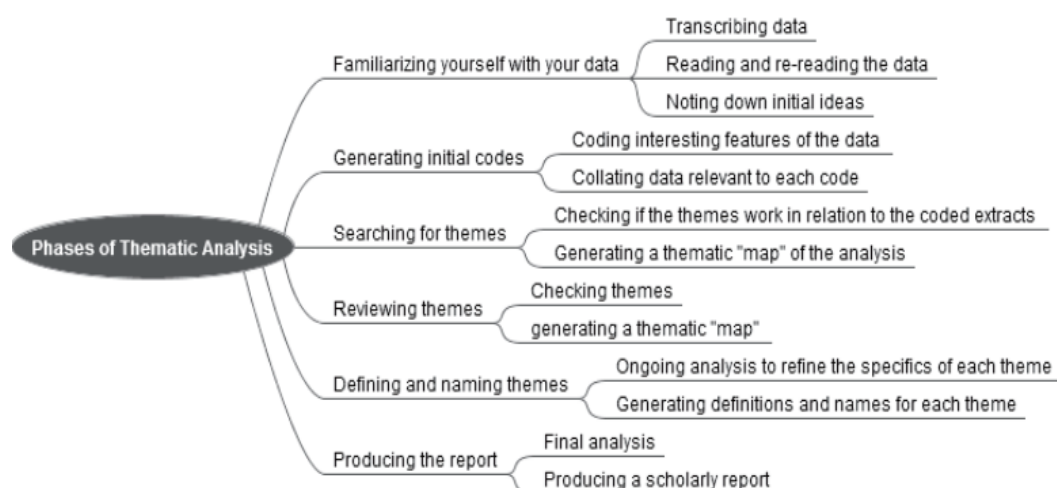 Phases of Thematic Analysis
Familiarizing yourself with your data
Transcribing data
Reading and re-reading the data
Noting down initial ideas
Generating initial codes
Coding interesting features of the data
Collating data relevant to each code
Searching for themes
Checking if the themes work in relation to the coded extracts
Generating a thematic "map" of the analysis
Reviewing themes
Checking themes
generating a thematic "map"
Defining and naming themes
Ongoing analysis to refine the specifics of each theme
Generating definitions and names for each theme
Producing the report
Final analysis
Producing a scholarly report